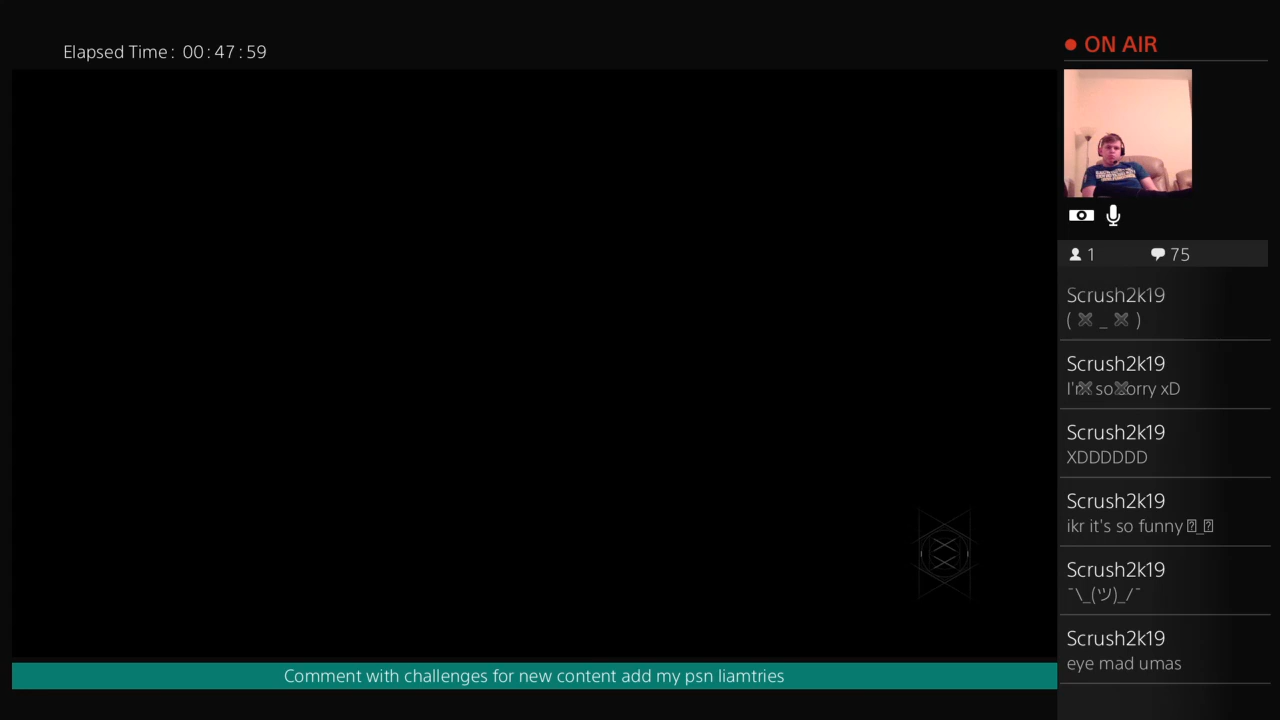 Elapsed Time: 00:47:59
ON AIR
1 75
Scrush2k19
( ✖ _ ✖ )
Scrush2k19
I'm so sorry xD
Scrush2k19
XDDDDDD
Scrush2k19
ikr it's so funny ⍰_⍰
Scrush2k19
¯\_(ツ)_/¯
Scrush2k19
eye mad umas
Comment with challenges for new content add my psn liamtries